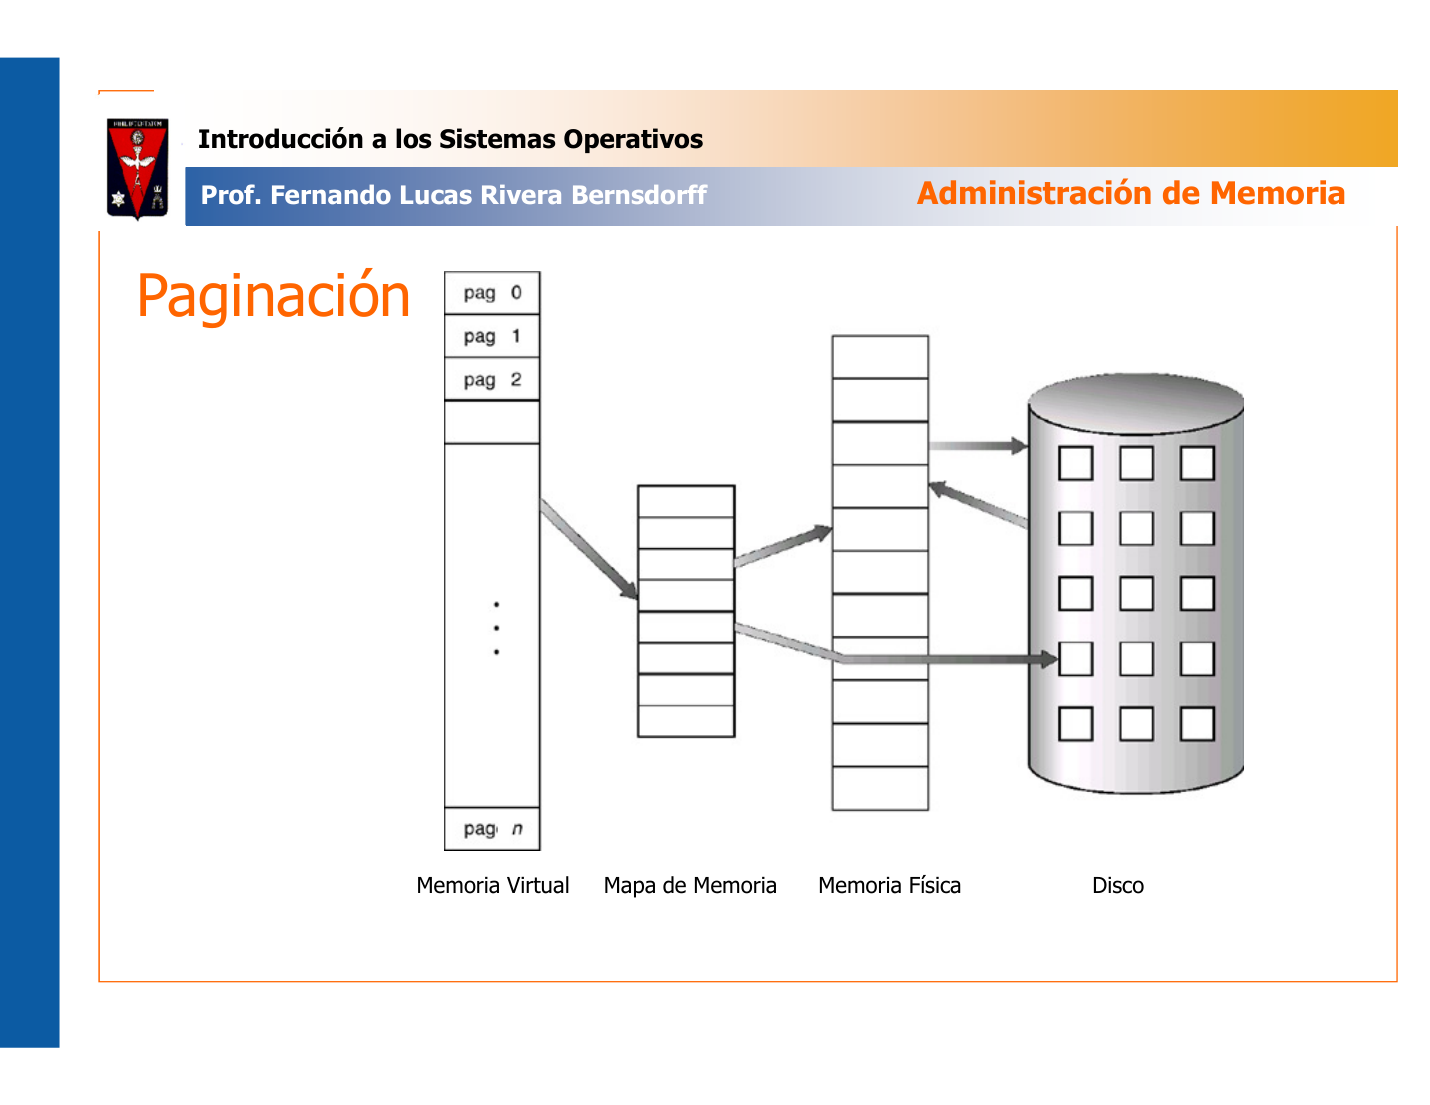 Introducción a los Sistemas Operativos
Prof. Fernando Lucas Rivera Bernsdorff
Administración de Memoria
Paginación
pag 0
pag 1
pag 2
pag n
Memoria Virtual
Mapa de Memoria
Memoria Física
Disco